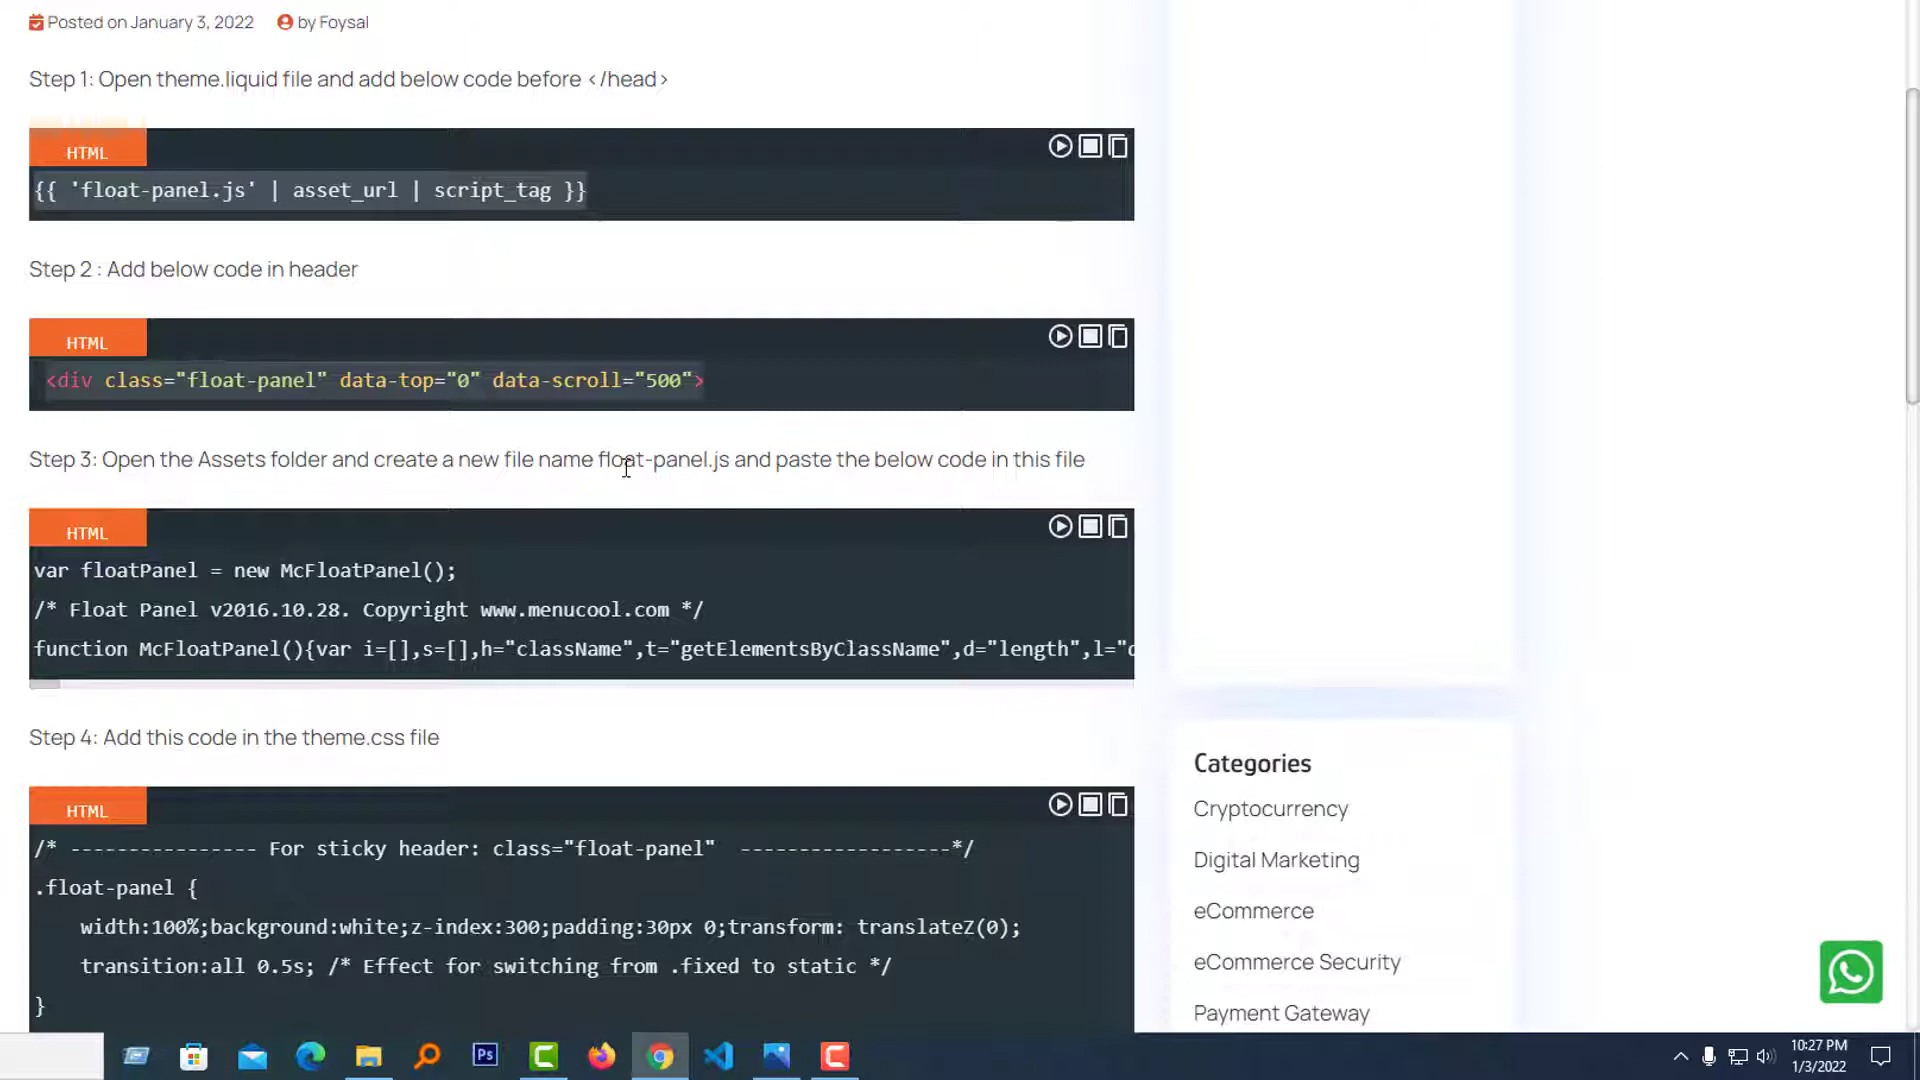 Posted on January 3, 2022 by Foysal
Step 1: Open theme.liquid file and add below code before </head>
HTML
{{ 'float-panel.js' | asset_url | script_tag }}
Step 2 : Add below code in header
HTML
<div class="float-panel" data-top="0" data-scroll="500">
Step 3: Open the Assets folder and create a new file name float-panel.js and paste the below code in this file
HTML
var floatPanel = new McFloatPanel();
/* Float Panel v2016.10.28. Copyright www.menucool.com */
function McFloatPanel(){var i=[],s=[],h="className",t="getElementsByClassName",d="length",l="
Step 4: Add this code in the theme.css file
HTML
/* ---------------- For sticky header: class="float-panel" ------------------*/
.float-panel {
width:100%;background:white;z-index:300;padding:30px 0;transform: translateZ(0);
transition:all 0.5s; /* Effect for switching from .fixed to static */
}
Categories
Cryptocurrency
Digital Marketing
eCommerce
eCommerce Security
Payment Gateway
Ps
10:27 PM
1/3/2022